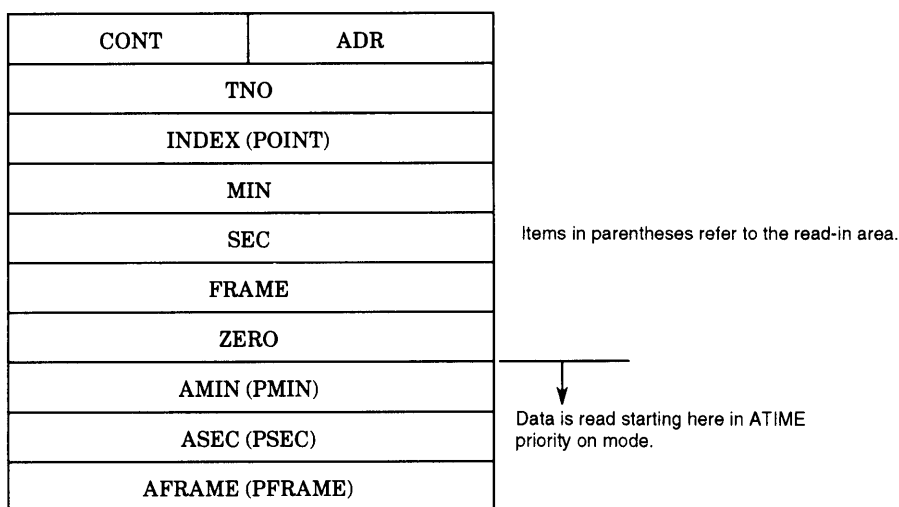 CONT ADR
TNO
INDEX (POINT)
MIN
SEC
Items in parentheses refer to the read-in area.
FRAME
ZERO
AMIN (PMIN)
Data is read starting here in ATIME
priority on mode.
ASEC (PSEC)
AFRAME (PFRAME)